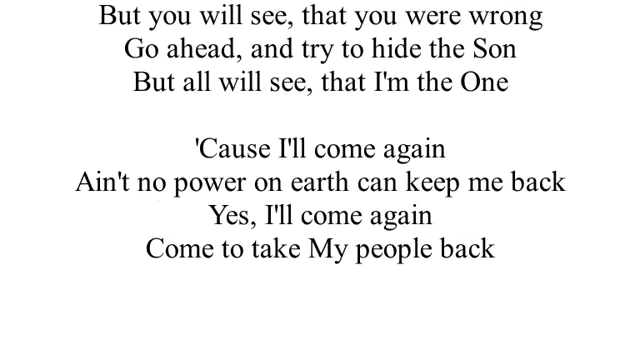 But you will see, that you were wrong
Go ahead, and try to hide the Son
But all will see, that I'm the One
'Cause I'll come again
Ain't no power on earth can keep me back
Yes, I'll come again
Come to take My people back